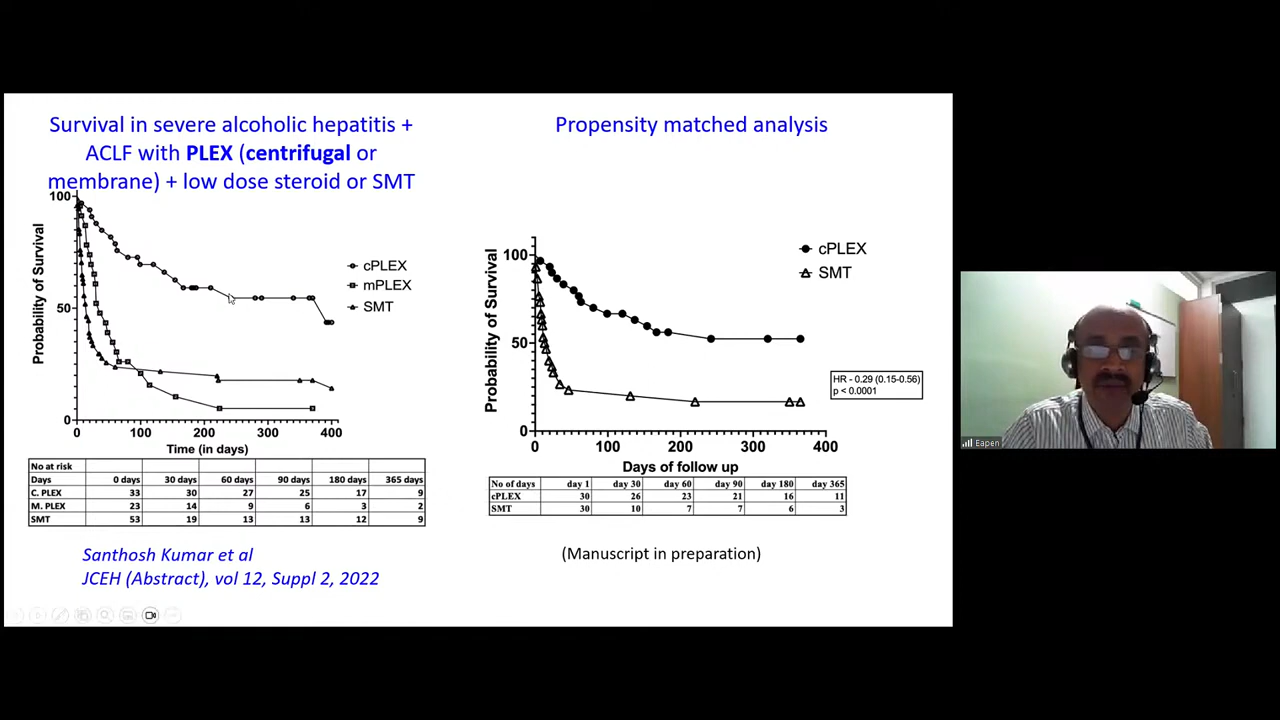 Survival in severe alcoholic hepatitis +
ACLF with PLEX (centrifugal or
membrane) + low dose steroid or SMT
100
50
0
Probability of Survival
0 100 200 300 400
Time (in days)
cPLEX
mPLEX
SMT
No at risk
Days 0 days 30 days 60 days 90 days 180 days 365 days
C. PLEX 33 30 27 25 17 9
M. PLEX 23 14 9 6 3 2
SMT 53 19 13 13 12 9
Santhosh Kumar et al
JCEH (Abstract), vol 12, Suppl 2, 2022
Propensity matched analysis
100
50
0
Probability of Survival
0 100 200 300 400
Days of follow up
cPLEX
SMT
HR - 0.29 (0.15-0.56)
p < 0.0001
No of days day 1 day 30 day 60 day 90 day 180 day 365
cPLEX 30 26 23 21 16 11
SMT 30 10 7 7 6 3
(Manuscript in preparation)
Eapen